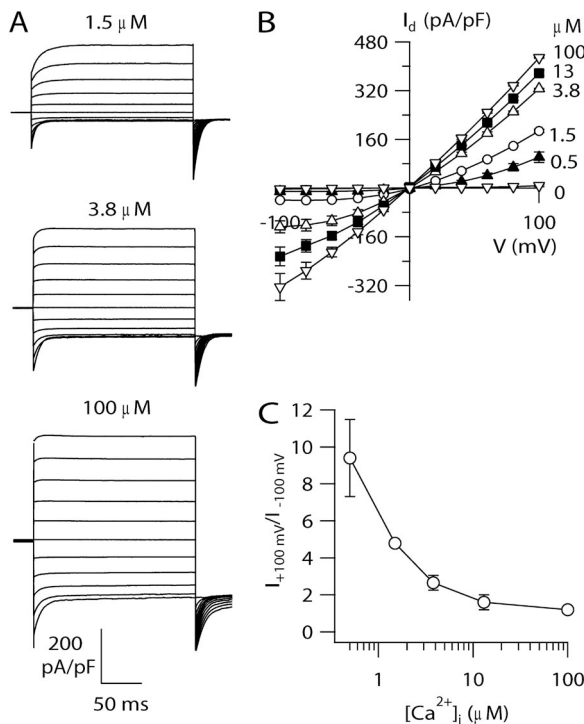 A
1.5 μM
3.8 μM
100 μM
200
pA/pF
50 ms
B
I_d (pA/pF)
μM
480
320
160
-160
-320
-100
100
V (mV)
100
13
3.8
1.5
0.5
0
C
12
10
8
6
4
2
0
I_+100 mV/I_-100 mV
1
10
100
[Ca²⁺]_i (μM)